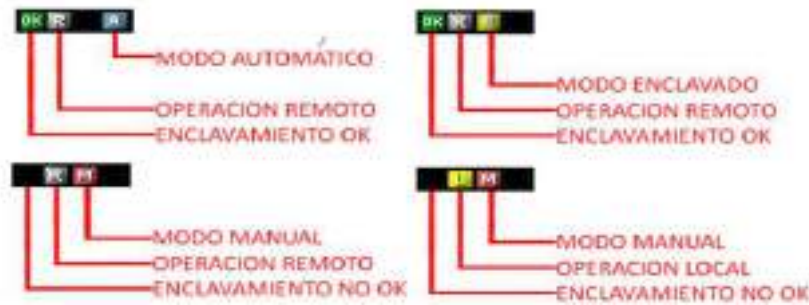 OK R A
MODO AUTOMÁTICO
OPERACION REMOTO
ENCLAVAMIENTO OK
OK R
MODO ENCLAVADO
OPERACION REMOTO
ENCLAVAMIENTO OK
R M
MODO MANUAL
OPERACION REMOTO
ENCLAVAMIENTO NO OK
L M
MODO MANUAL
OPERACION LOCAL
ENCLAVAMIENTO NO OK